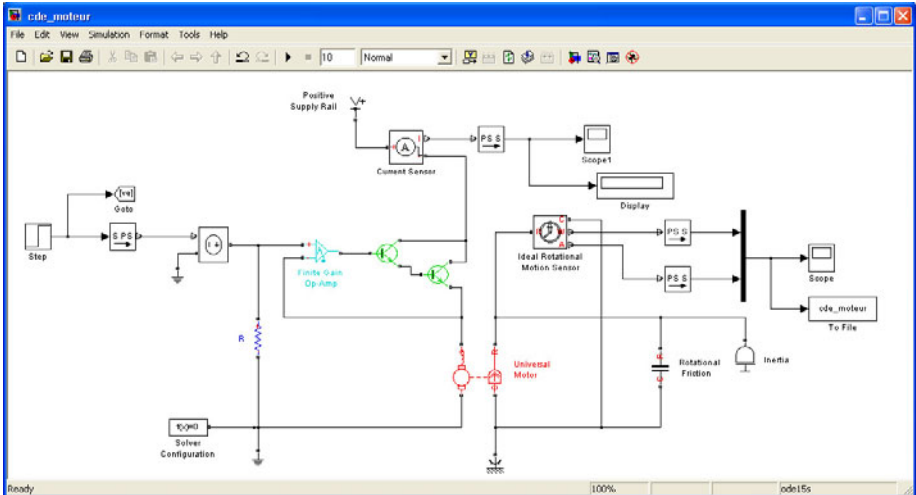 cde_moteur
File Edit View Simulation Format Tools Help
10 Normal
Positive
Supply Rail
V+
A
I
PS S
Current Sensor
Scope1
Display
[ve]
Goto
Step
S PS
Finite Gain
Op Amp
R
C
W
A
Ideal Rotational
Motion Sensor
PS S
PS S
Scope
cde_moteur
To File
R
Universal
Motor
R
C
Rotational
Friction
Inertia
f(x)=0
Solver
Configuration
Ready 100% ode15s